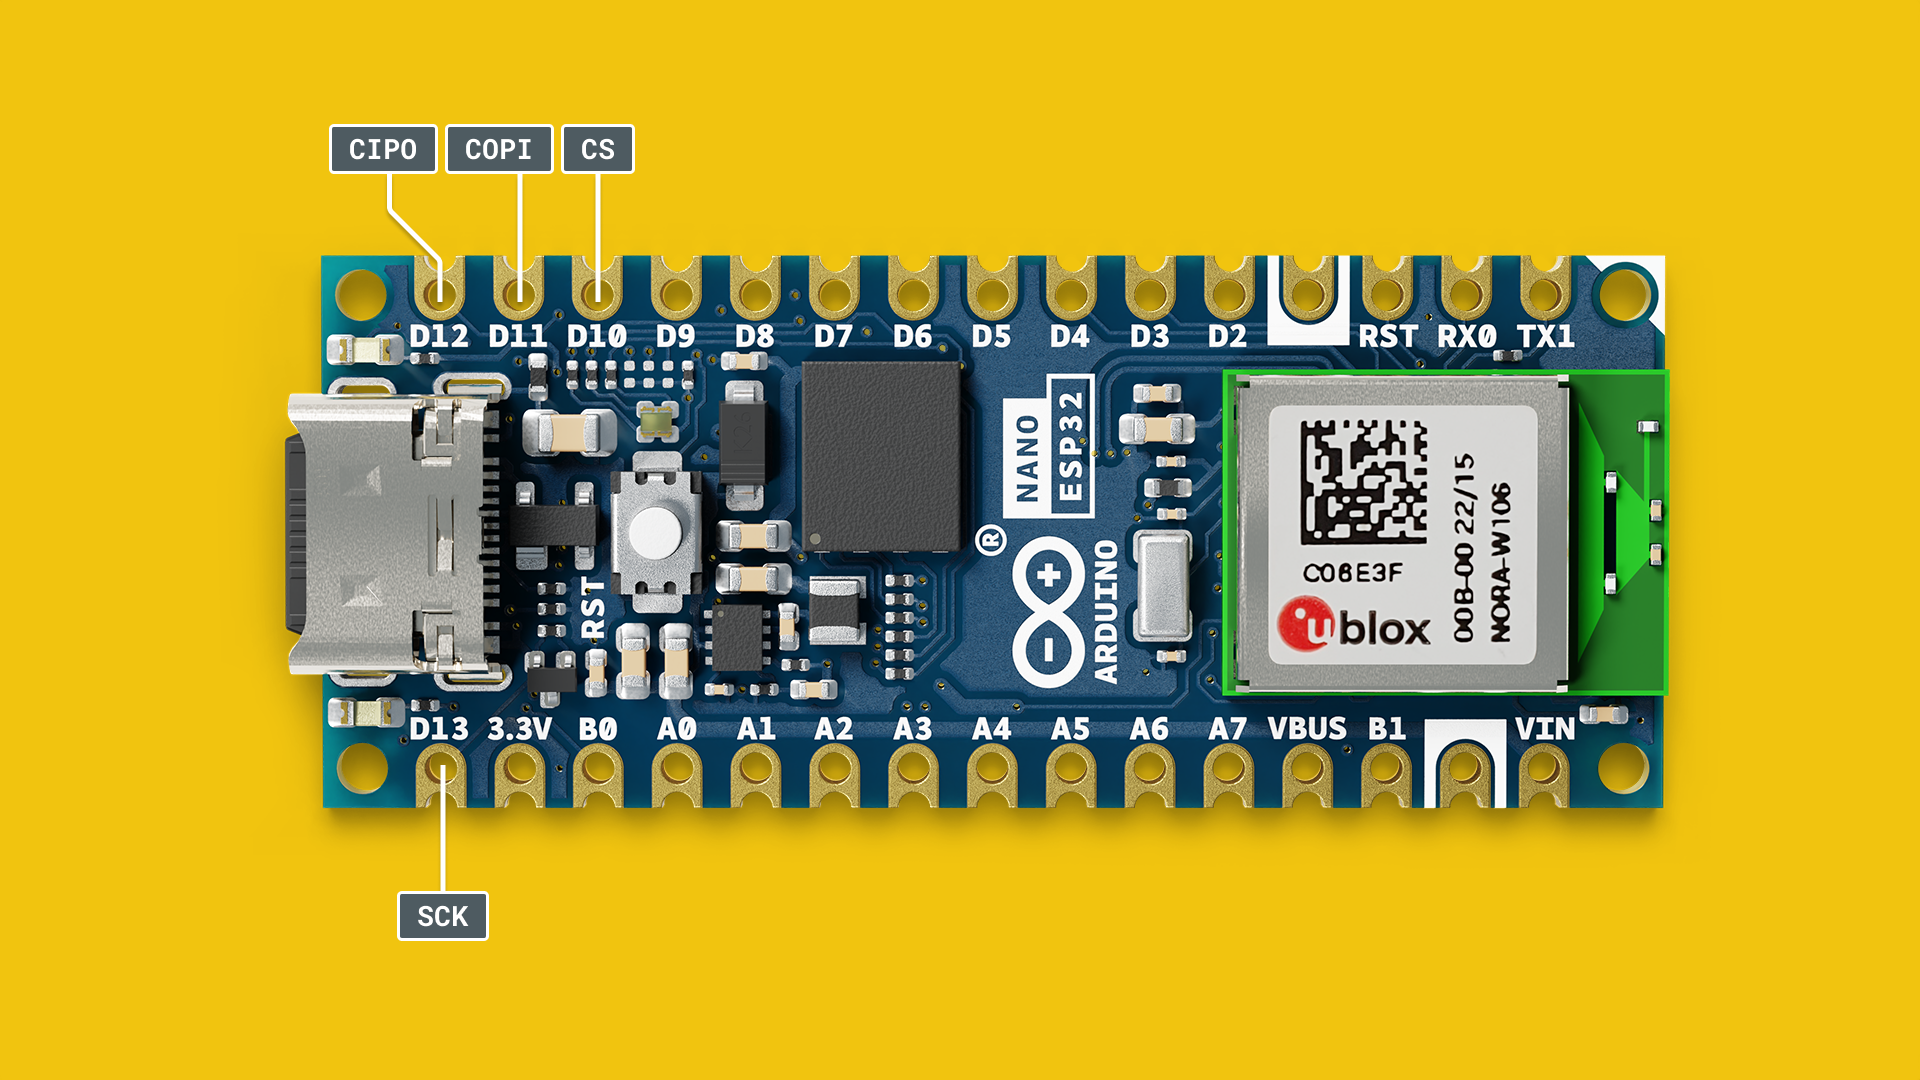 CIPO COPI CS
D12 D11 D10 D9 D8 D7 D6 D5 D4 D3 D2 RST RX0 TX1
NANO
ESP32
®
ARDUINO
RST
C06E3F
ublox
00B-00 22/15
NORA-W106
D13 3.3V B0 A0 A1 A2 A3 A4 A5 A6 A7 VBUS B1 VIN
SCK